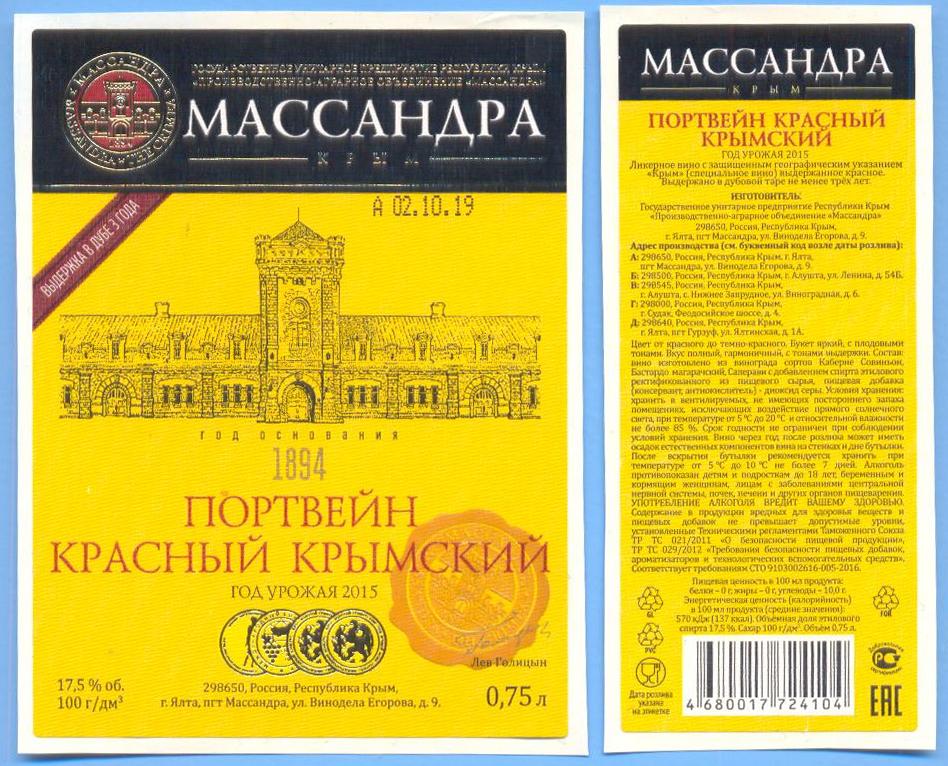 МАССАНДРА
MASSANDRA THE CRIMEA
1894
ГОСУДАРСТВЕННОЕ УНИТАРНОЕ ПРЕДПРИЯТИЕ РЕСПУБЛИКИ КРЫМ
«ПРОИЗВОДСТВЕННО-АГРАРНОЕ ОБЪЕДИНЕНИЕ «МАССАНДРА»
МАССАНДРА
КРЫМ
А 02.10.19
ВЫДЕРЖКА В ДУБЕ 3 ГОДА
год основания
1894
ПОРТВЕЙН
КРАСНЫЙ КРЫМСКИЙ
ГОД УРОЖАЯ 2015
Лев Голицын
17,5 % об.
100 г/дм³
298650, Россия, Республика Крым,
г. Ялта, пгт Массандра, ул. Винодела Егорова, д. 9.
0,75 л
МАССАНДРА
КРЫМ
ПОРТВЕЙН КРАСНЫЙ
КРЫМСКИЙ
ГОД УРОЖАЯ 2015
Ликерное вино с защищенным географическим указанием
«Крым» (специальное вино) выдержанное красное.
Выдержано в дубовой таре не менее трёх лет.
ИЗГОТОВИТЕЛЬ:
Государственное унитарное предприятие Республики Крым
«Производственно-аграрное объединение «Массандра»
298650, Россия, Республика Крым,
г. Ялта, пгт Массандра, ул. Винодела Егорова, д. 9.
Адрес производства (см. буквенный код возле даты розлива):
А: 298650, Россия, Республика Крым, г. Ялта,
пгт Массандра, ул. Винодела Егорова, д. 9.
Б: 298500, Россия, Республика Крым, г. Алушта, ул. Ленина, д. 54Б.
В: 298545, Россия, Республика Крым,
г. Алушта, с. Нижнее Запрудное, ул. Виноградная, д. 6.
Г: 298000, Россия, Республика Крым,
г. Судак, Феодосийское шоссе, д. 4.
Д: 298640, Россия, Республика Крым,
г. Ялта, пгт Гурзуф, ул. Ялтинская, д. 1А.
Цвет от красного до темно-красного. Букет яркий, с плодовыми
тонами. Вкус полный, гармоничный, с тонами выдержки. Состав:
вино изготовлено из винограда сортов Каберне Совиньон,
Бастардо магарачский, Саперави с добавлением спирта этилового
ректификованного из пищевого сырья, пищевая добавка
(консервант, антиокислитель) - диоксид серы. Условия хранения:
хранить в вентилируемых, не имеющих постороннего запаха
помещениях, исключающих воздействие прямого солнечного
света, при температуре от 5 °С до 20 °С и относительной влажности
не более 85 %. Срок годности не ограничен при соблюдении
условий хранения. Вино через год после розлива может иметь
осадок естественных компонентов вина на стенках и дне бутылки.
После вскрытия бутылки рекомендуется хранить при
температуре от 5 °С до 10 °С не более 7 дней. Алкоголь
противопоказан детям и подросткам до 18 лет, беременным и
кормящим женщинам, лицам с заболеваниями центральной
нервной системы, почек, печени и других органов пищеварения.
УПОТРЕБЛЕНИЕ АЛКОГОЛЯ ВРЕДИТ ВАШЕМУ ЗДОРОВЬЮ.
Содержание в продукции вредных для здоровья веществ и
пищевых добавок не превышает допустимые уровни,
установленные Техническими регламентами Таможенного Союза
ТР ТС 021/2011 «О безопасности пищевой продукции»,
ТР ТС 029/2012 «Требования безопасности пищевых добавок,
ароматизаторов и технологических вспомогательных средств».
Соответствует требованиям СТО 9103002616-005-2016.
Пищевая ценность в 100 мл продукта:
белки – 0 г, жиры – 0 г, углеводы – 10,0 г.
Энергетическая ценность (калорийность)
в 100 мл продукта (средние значения):
570 кДж (137 ккал). Объёмная доля этилового
спирта 17,5 %. Сахар 100 г/дм³. Объём 0,75 л.
GL
FOR
PVC
Добровольная
сертификация
Дата розлива
указана
на этикетке
4 680017 724104
EAC